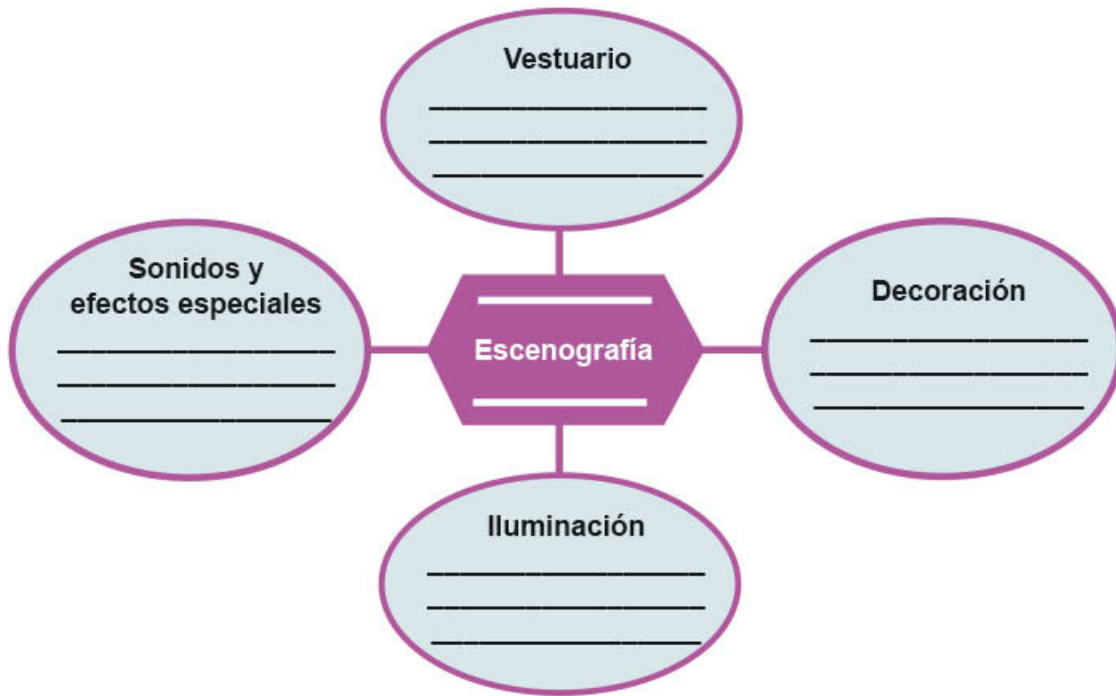 Vestuario
Sonidos y
efectos especiales
Escenografía
Decoración
Iluminación